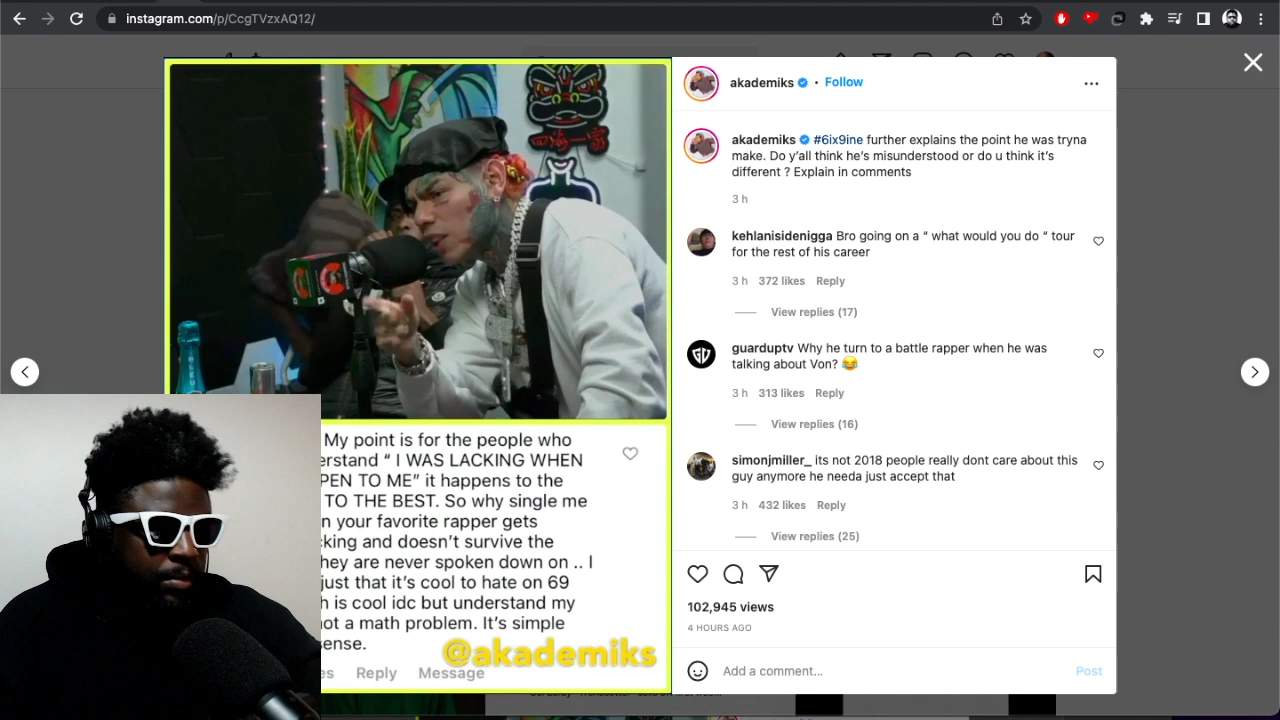 instagram.com/p/CcgTVzxAQ12/
akademiks • Follow
akademiks #6ix9ine further explains the point he was tryna
make. Do y'all think he's misunderstood or do u think it's
different ? Explain in comments
3 h
kehlanisidenigga Bro going on a “ what would you do “ tour
for the rest of his career
3 h 372 likes Reply
View replies (17)
guarduptv Why he turn to a battle rapper when he was
talking about Von? 😂
3 h 313 likes Reply
View replies (16)
simonjmiller_ its not 2018 people really dont care about this
guy anymore he needa just accept that
3 h 432 likes Reply
View replies (25)
102,945 views
4 HOURS AGO
Add a comment... Post
My point is for the people who
erstand “ I WAS LACKING WHEN
PEN TO ME” it happens to the
TO THE BEST. So why single me
n your favorite rapper gets
cking and doesn't survive the
hey are never spoken down on .. I
just that it's cool to hate on 69
h is cool idc but understand my
ot a math problem. It's simple
sense.
@akademiks
es Reply Message